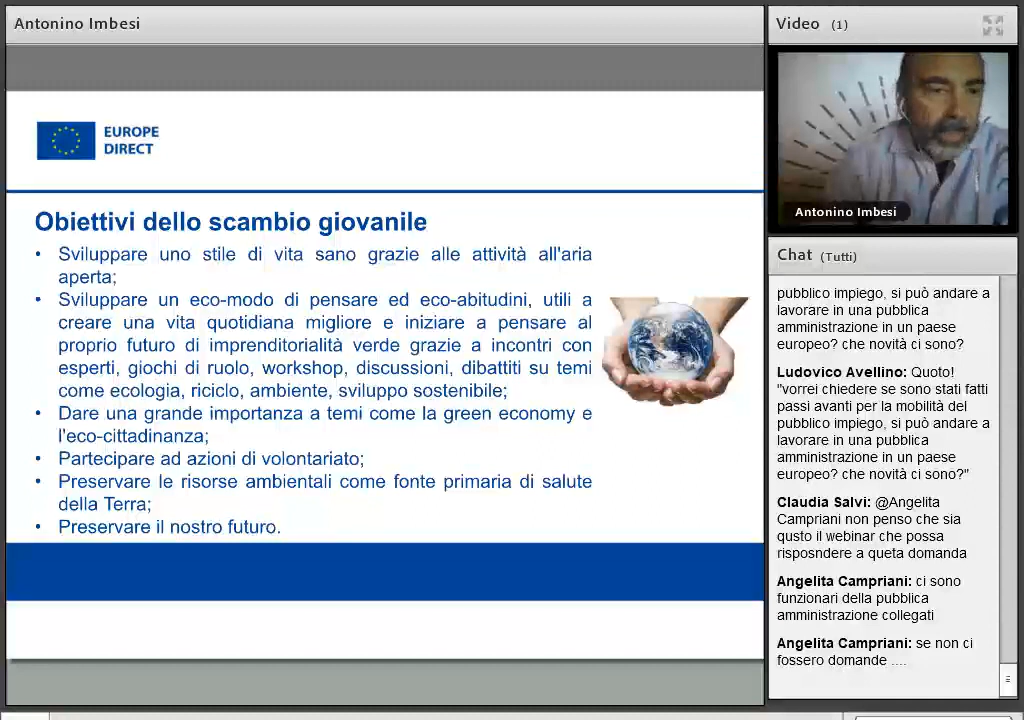 Antonino Imbesi
EUROPE
DIRECT
Obiettivi dello scambio giovanile
• Sviluppare uno stile di vita sano grazie alle attività all'aria
aperta;
• Sviluppare un eco-modo di pensare ed eco-abitudini, utili a
creare una vita quotidiana migliore e iniziare a pensare al
proprio futuro di imprenditorialità verde grazie a incontri con
esperti, giochi di ruolo, workshop, discussioni, dibattiti su temi
come ecologia, riciclo, ambiente, sviluppo sostenibile;
• Dare una grande importanza a temi come la green economy e
l'eco-cittadinanza;
• Partecipare ad azioni di volontariato;
• Preservare le risorse ambientali come fonte primaria di salute
della Terra;
• Preservare il nostro futuro.
Video (1)
Antonino Imbesi
Chat (Tutti)
pubblico impiego, si può andare a
lavorare in una pubblica
amministrazione in un paese
europeo? che novità ci sono?
Ludovico Avellino: Quoto!
"vorrei chiedere se sono stati fatti
passi avanti per la mobilità del
pubblico impiego, si può andare a
lavorare in una pubblica
amministrazione in un paese
europeo? che novità ci sono?"
Claudia Salvi: @Angelita
Campriani non penso che sia
qusto il webinar che possa
risposndere a queta domanda
Angelita Campriani: ci sono
funzionari della pubblica
amministrazione collegati
Angelita Campriani: se non ci
fossero domande ....